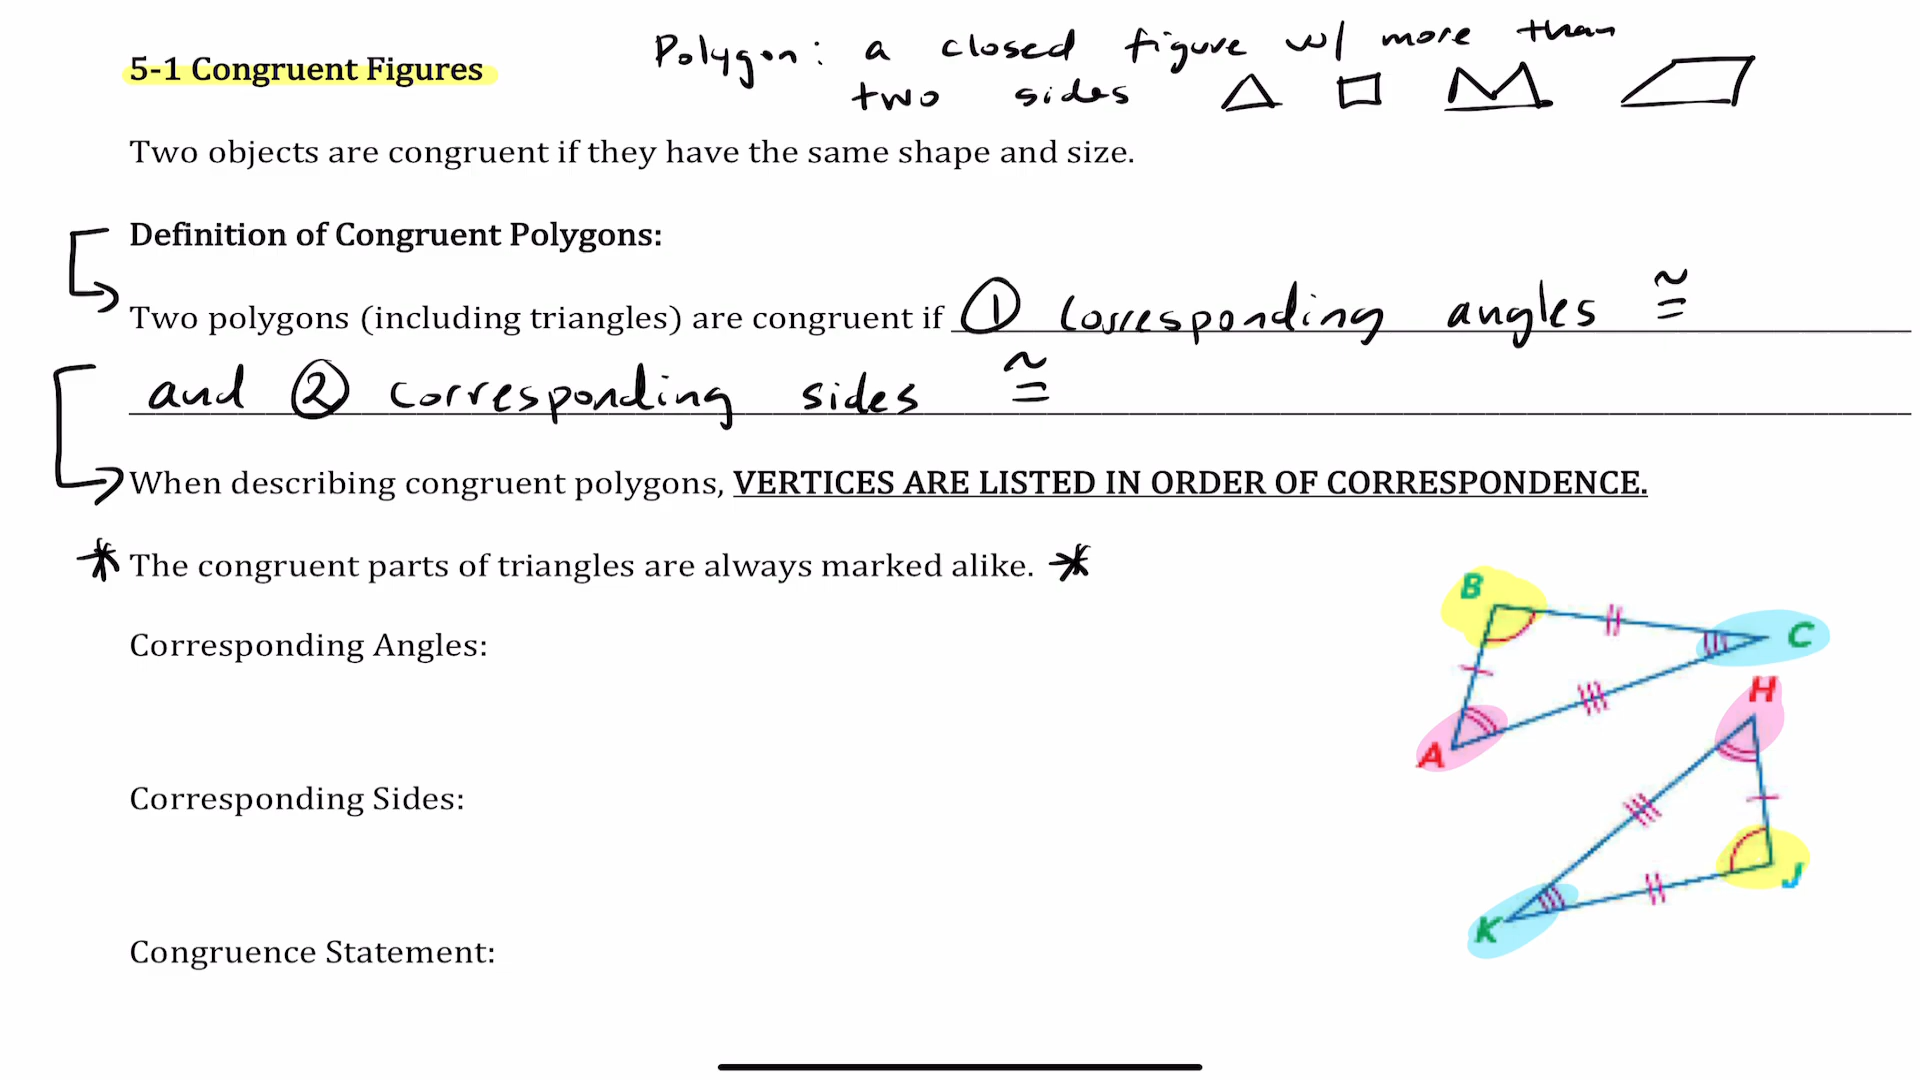 Polygon: a closed figure w/ more than
two sides
5-1 Congruent Figures
Two objects are congruent if they have the same shape and size.
Definition of Congruent Polygons:
Two polygons (including triangles) are congruent if ① corresponding angles ≅
and ② corresponding sides ≅
When describing congruent polygons, VERTICES ARE LISTED IN ORDER OF CORRESPONDENCE.
* The congruent parts of triangles are always marked alike. *
Corresponding Angles:
Corresponding Sides:
Congruence Statement:
B
C
A
H
J
K